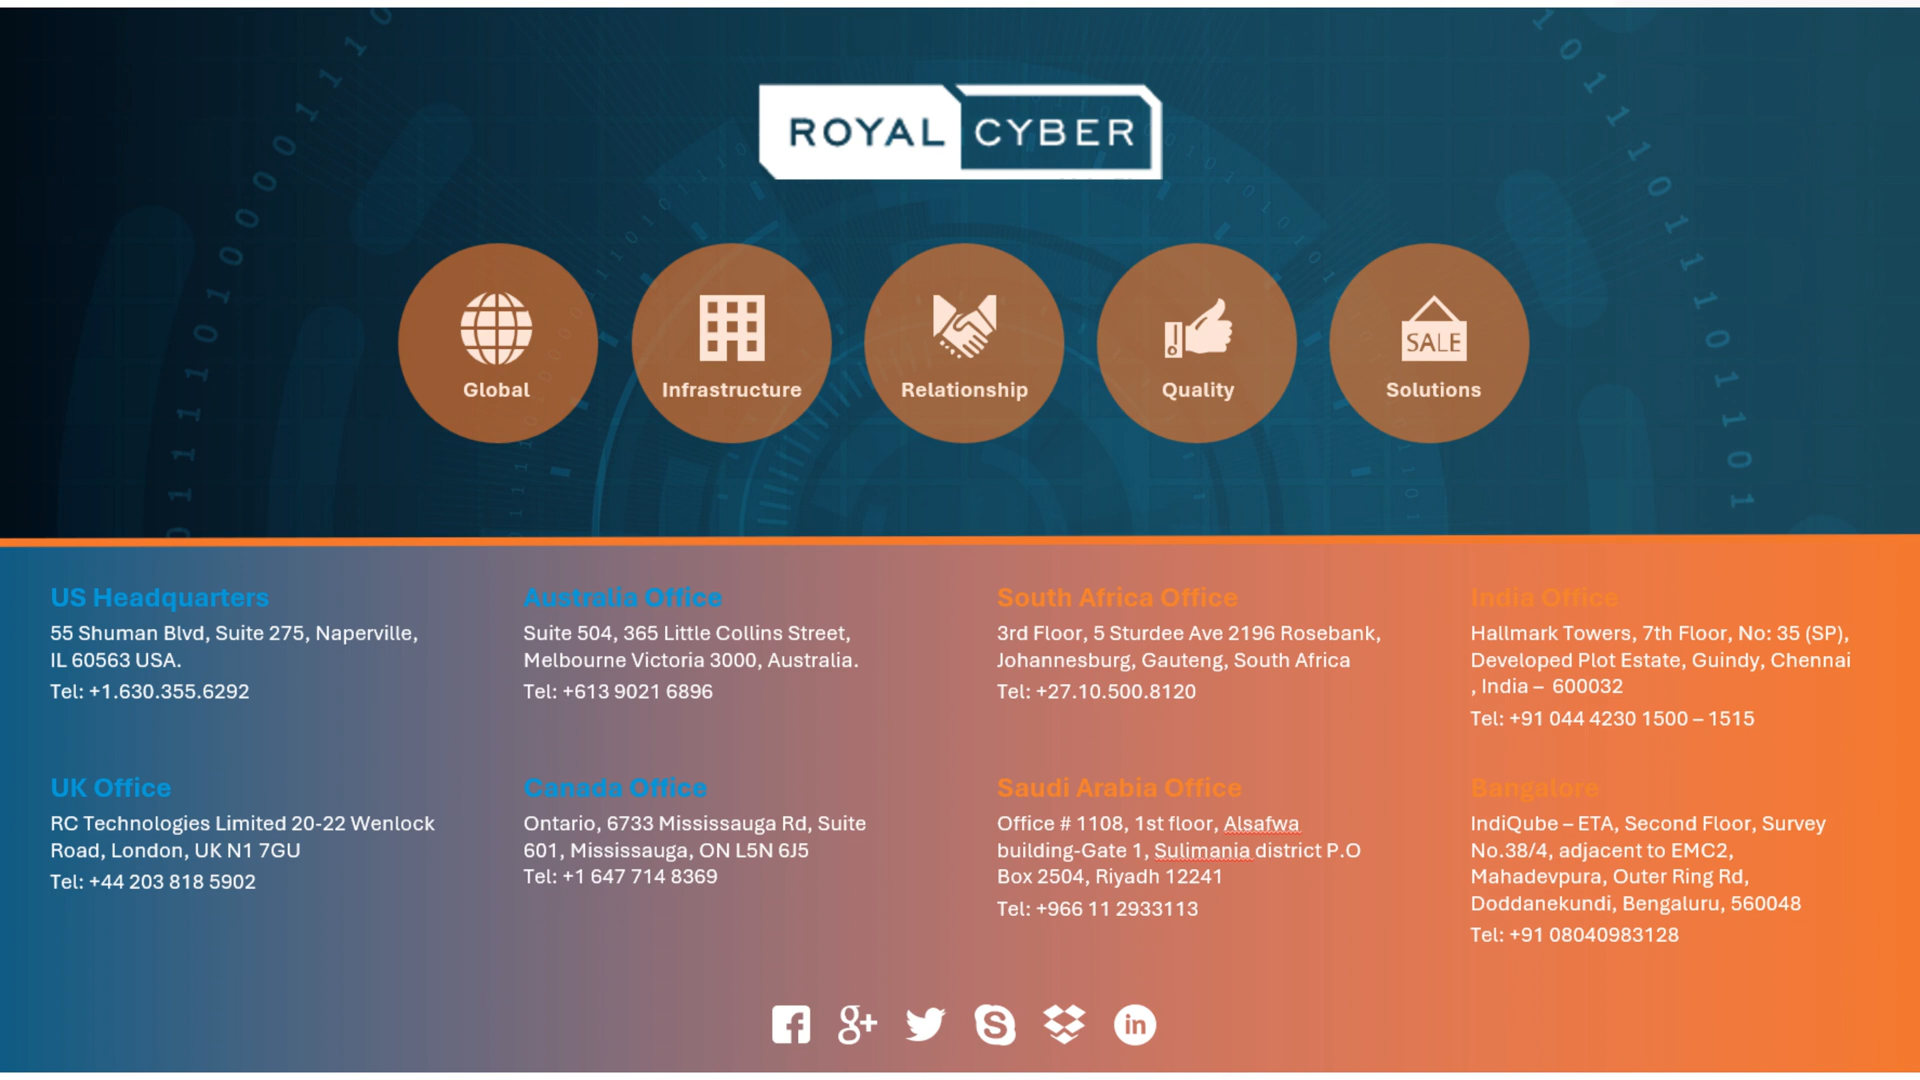 ROYAL CYBER
Global
Infrastructure
Relationship
Quality
SALE
Solutions
US Headquarters
55 Shuman Blvd, Suite 275, Naperville,
IL 60563 USA.
Tel: +1.630.355.6292
Australia Office
Suite 504, 365 Little Collins Street,
Melbourne Victoria 3000, Australia.
Tel: +613 9021 6896
South Africa Office
3rd Floor, 5 Sturdee Ave 2196 Rosebank,
Johannesburg, Gauteng, South Africa
Tel: +27.10.500.8120
India Office
Hallmark Towers, 7th Floor, No: 35 (SP),
Developed Plot Estate, Guindy, Chennai
, India – 600032
Tel: +91 044 4230 1500 – 1515
UK Office
RC Technologies Limited 20-22 Wenlock
Road, London, UK N1 7GU
Tel: +44 203 818 5902
Canada Office
Ontario, 6733 Mississauga Rd, Suite
601, Mississauga, ON L5N 6J5
Tel: +1 647 714 8369
Saudi Arabia Office
Office # 1108, 1st floor, Alsafwa
building-Gate 1, Sulimania district P.O
Box 2504, Riyadh 12241
Tel: +966 11 2933113
Bangalore
IndiQube – ETA, Second Floor, Survey
No.38/4, adjacent to EMC2,
Mahadevpura, Outer Ring Rd,
Doddanekundi, Bengaluru, 560048
Tel: +91 08040983128